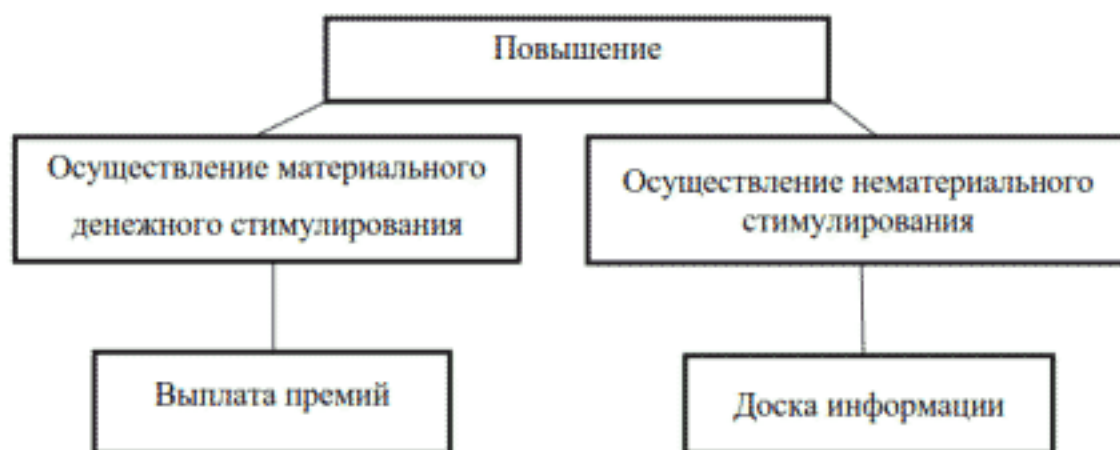 Повышение
Осуществление материального
денежного стимулирования
Осуществление нематериального
стимулирования
Выплата премий
Доска информации